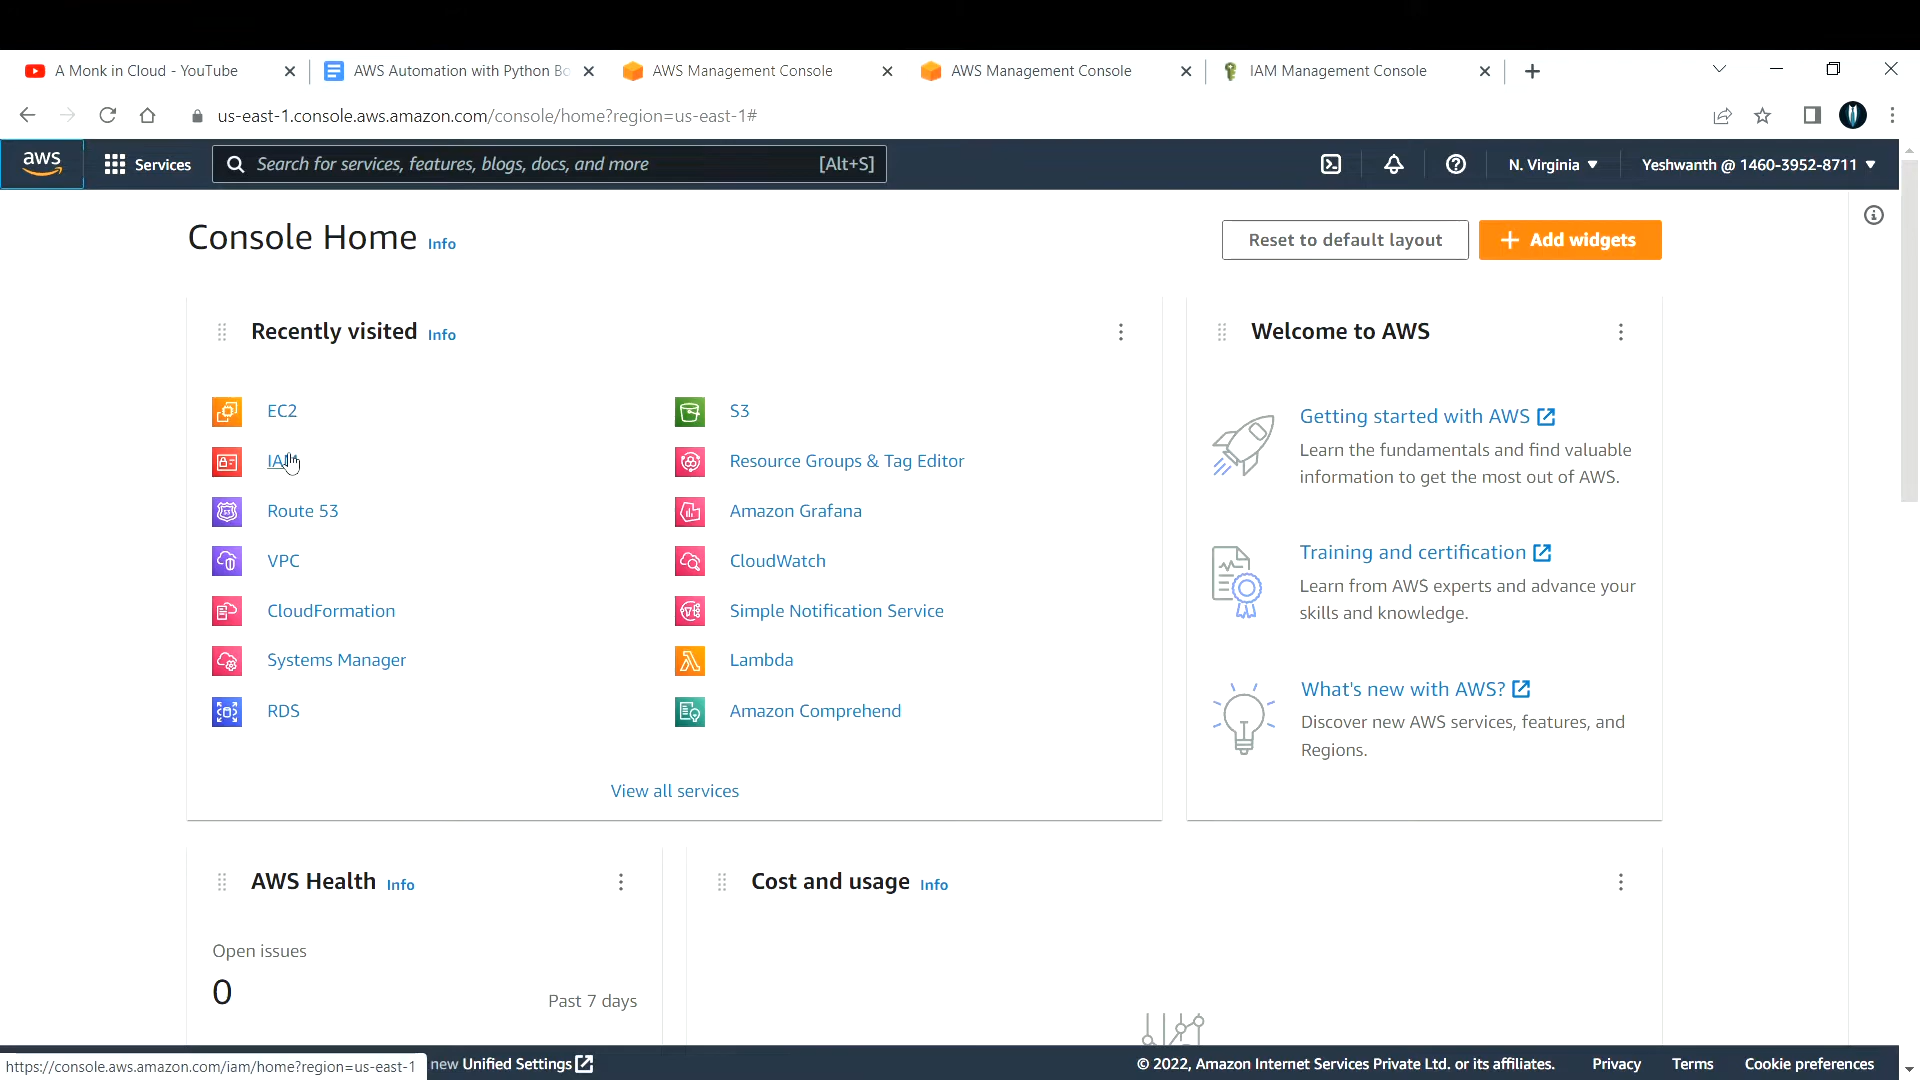 A Monk in Cloud - YouTube
AWS Automation with Python Bo
AWS Management Console
AWS Management Console
IAM Management Console
us-east-1.console.aws.amazon.com/console/home?region=us-east-1#
aws
Services
Search for services, features, blogs, docs, and more
[Alt+S]
N. Virginia
Yeshwanth @ 1460-3952-8711
Console Home Info
Reset to default layout
Add widgets
Recently visited Info
EC2
IAM
Route 53
VPC
CloudFormation
Systems Manager
RDS
S3
Resource Groups & Tag Editor
Amazon Grafana
CloudWatch
Simple Notification Service
Lambda
Amazon Comprehend
View all services
Welcome to AWS
Getting started with AWS
Learn the fundamentals and find valuable
information to get the most out of AWS.
Training and certification
Learn from AWS experts and advance your
skills and knowledge.
What's new with AWS?
Discover new AWS services, features, and
Regions.
AWS Health Info
Open issues
0
Past 7 days
Cost and usage Info
https://console.aws.amazon.com/iam/home?region=us-east-1
new Unified Settings
© 2022, Amazon Internet Services Private Ltd. or its affiliates.
Privacy
Terms
Cookie preferences